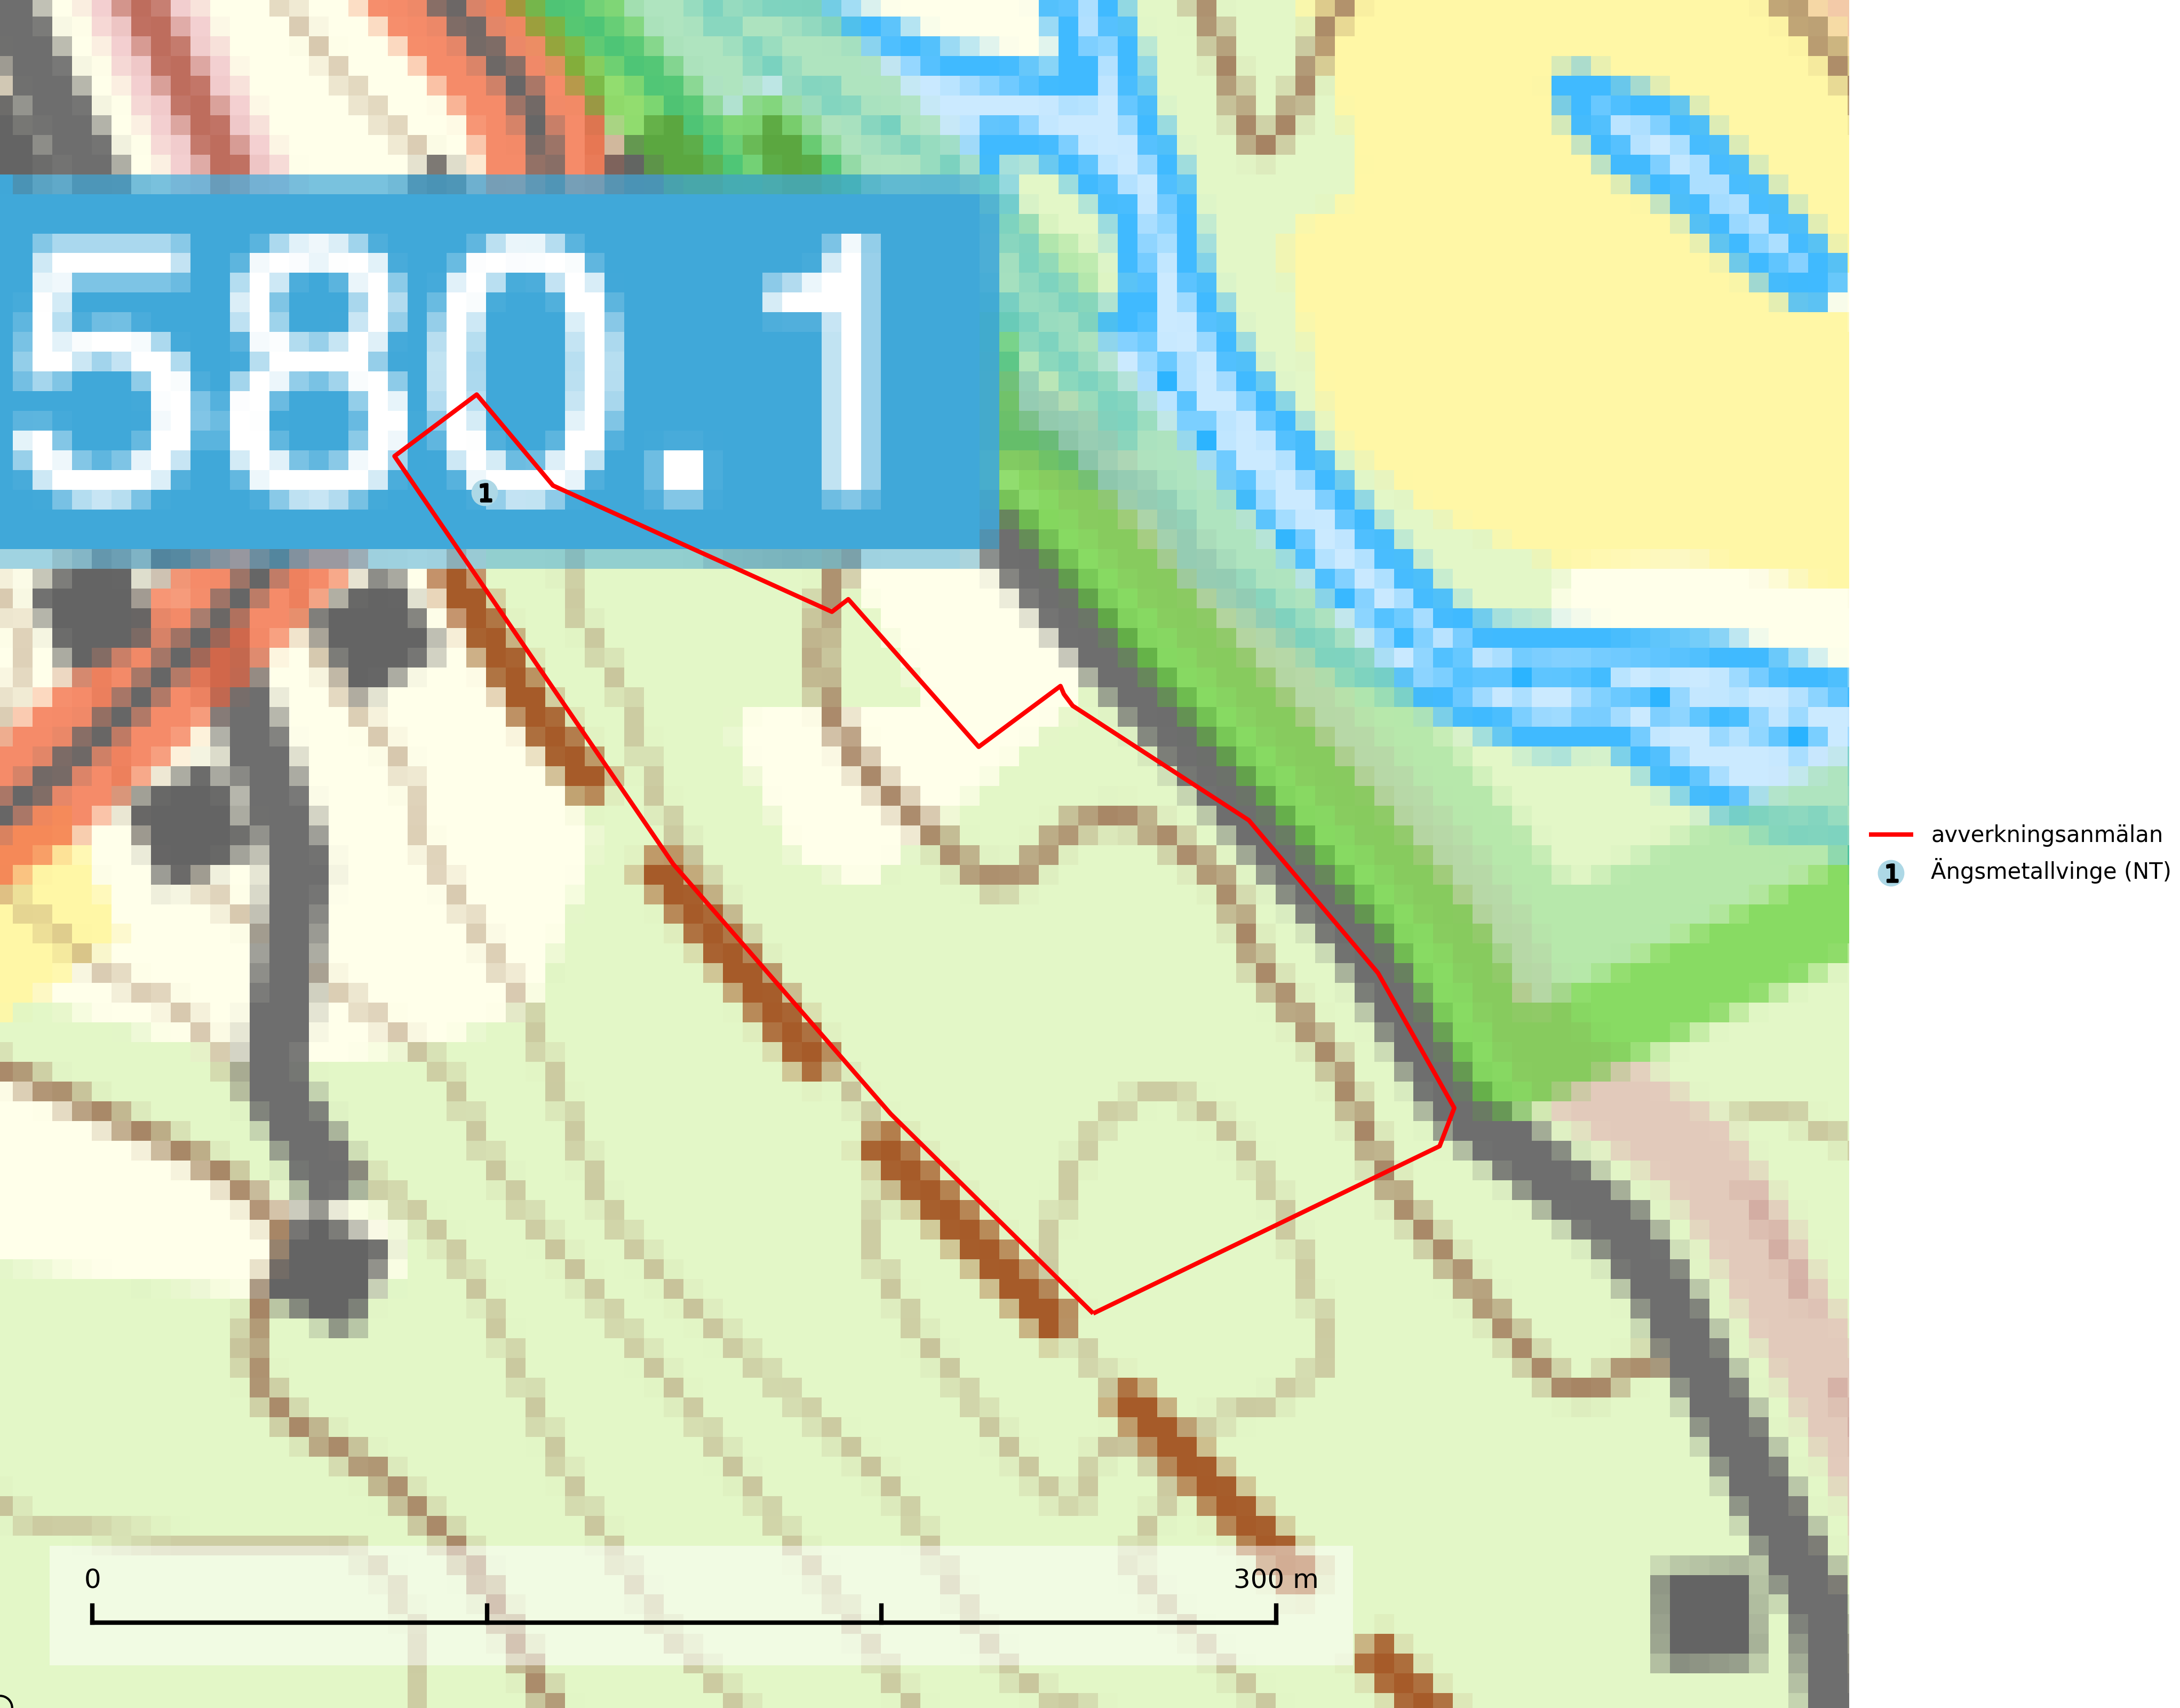 580.1
1
avverkningsanmälan
1 Ängsmetallvinge (NT)
0 300 m